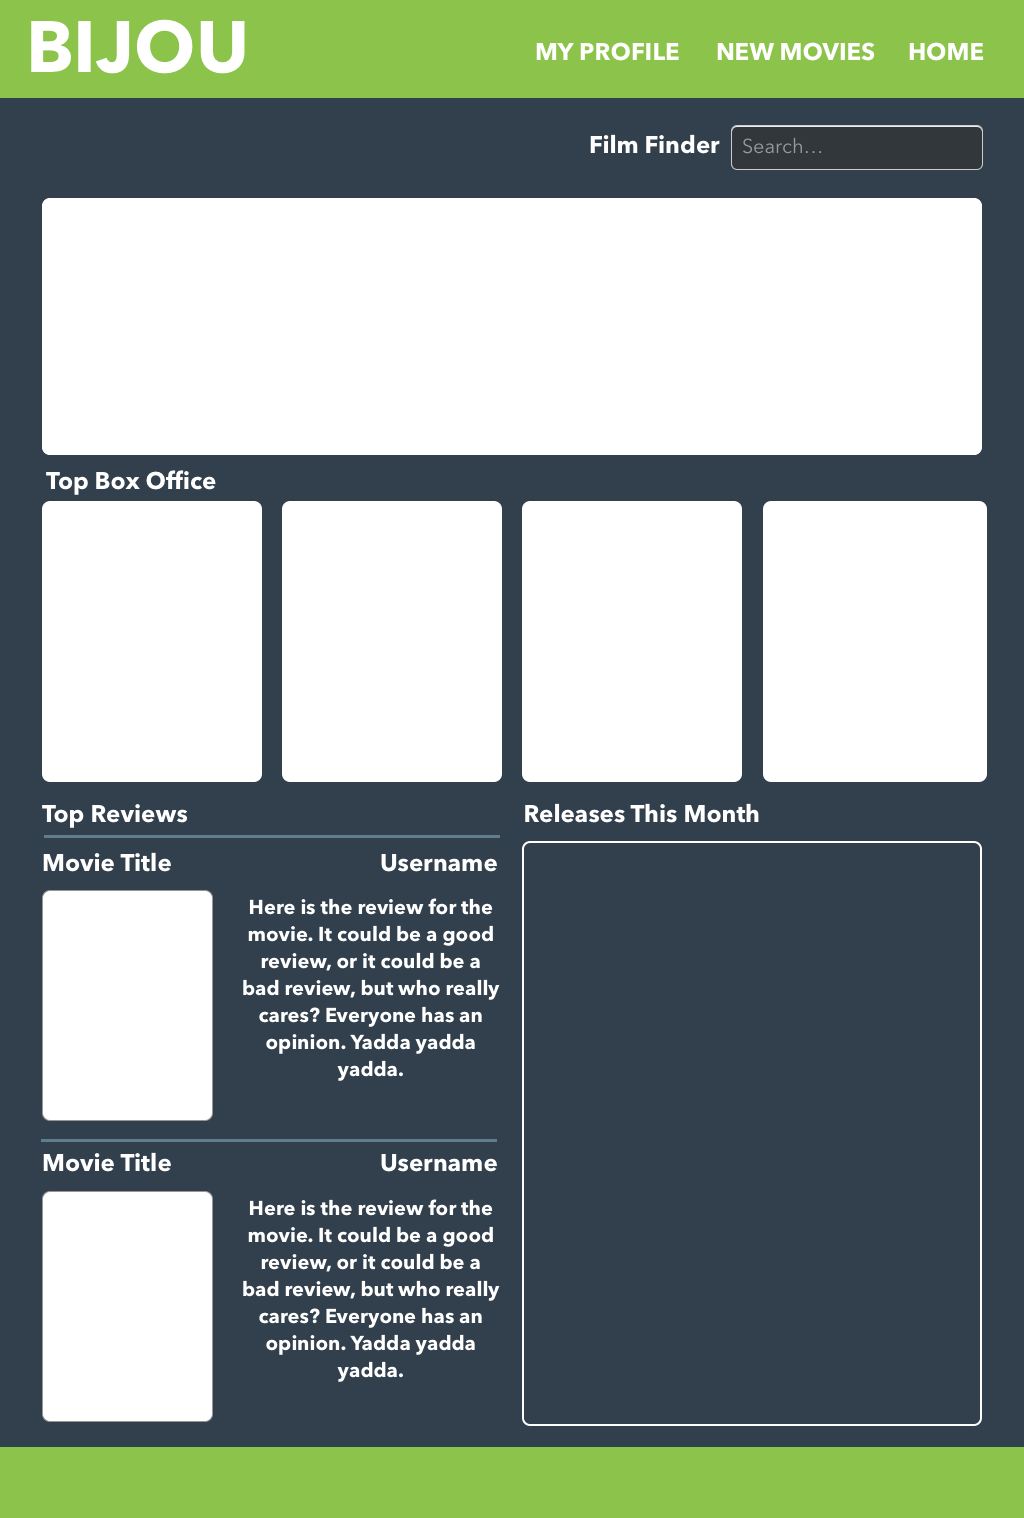 BIJOU
MY PROFILE NEW MOVIES HOME
Film Finder Search...
Top Box Office
Top Reviews
Movie Title Username
Here is the review for the
movie. It could be a good
review, or it could be a
bad review, but who really
cares? Everyone has an
opinion. Yadda yadda
yadda.
Movie Title Username
Here is the review for the
movie. It could be a good
review, or it could be a
bad review, but who really
cares? Everyone has an
opinion. Yadda yadda
yadda.
Releases This Month